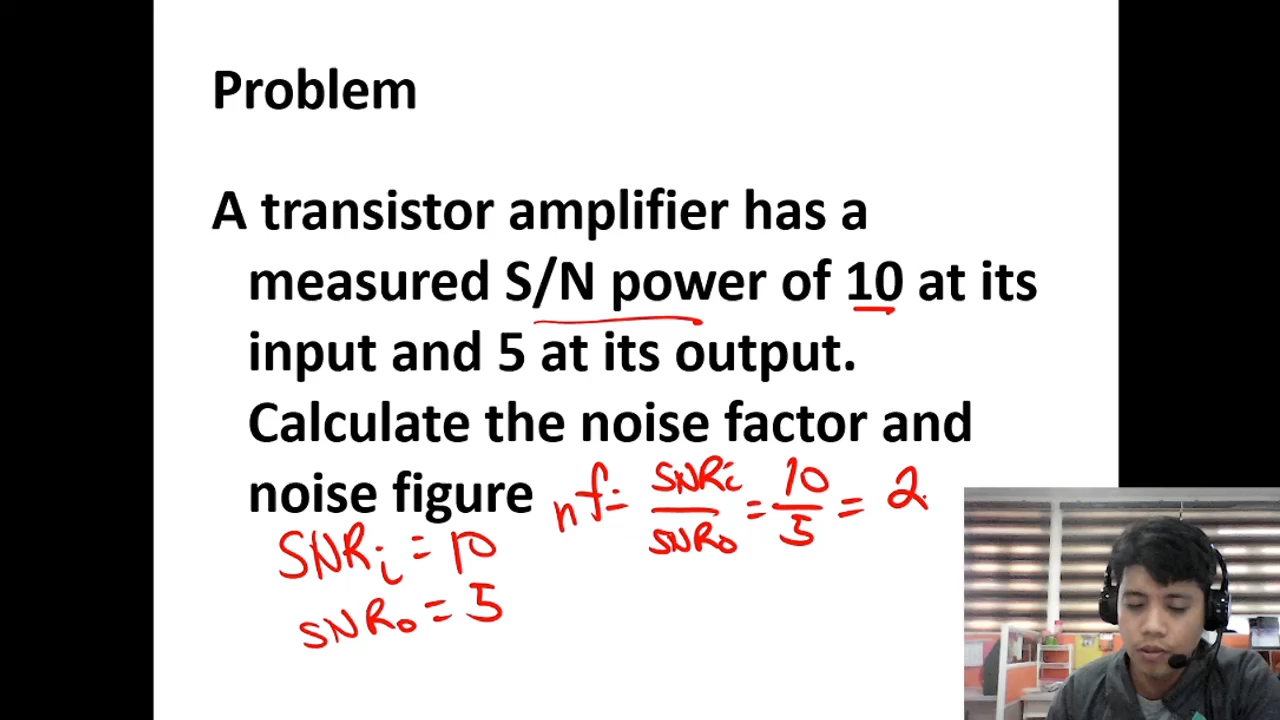 Problem
A transistor amplifier has a
measured S/N power of 10 at its
input and 5 at its output.
Calculate the noise factor and
noise figure
nf = SNRi / SNRo = 10 / 5 = 2
SNRi = 10
SNRo = 5